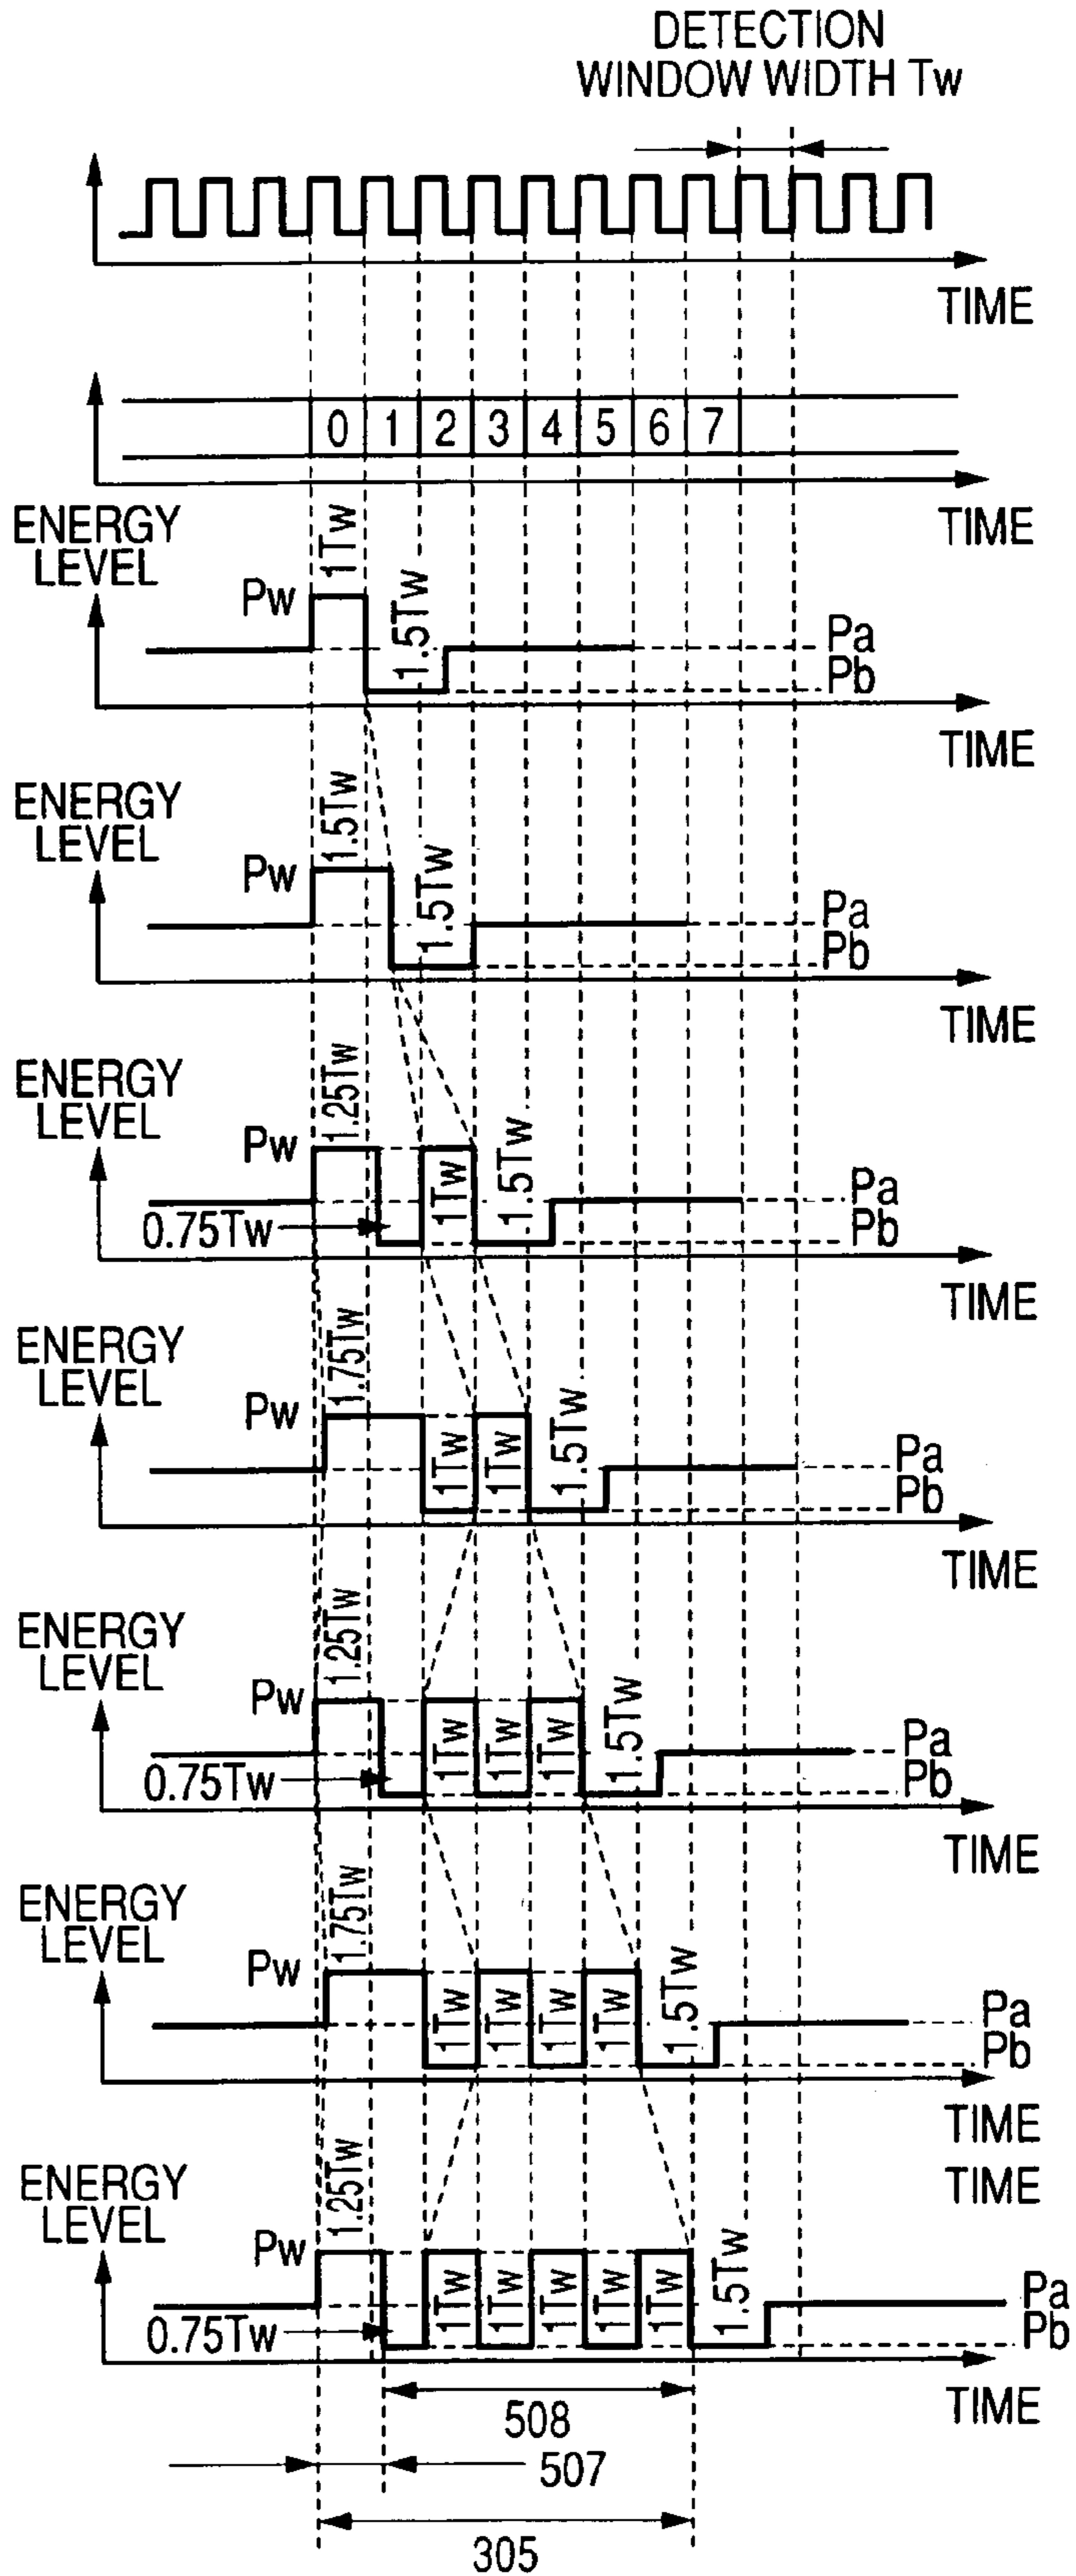 DETECTION
WINDOW WIDTH Tw
TIME
0 1 2 3 4 5 6 7
TIME
ENERGY
LEVEL
Pw
1Tw
1.5Tw
Pa
Pb
TIME
ENERGY
LEVEL
Pw
1.5Tw
1.5Tw
Pa
Pb
TIME
ENERGY
LEVEL
Pw
1.25Tw
0.75Tw
1Tw
1.5Tw
Pa
Pb
TIME
ENERGY
LEVEL
Pw
1.75Tw
1Tw
1Tw
1.5Tw
Pa
Pb
TIME
ENERGY
LEVEL
Pw
1.25Tw
0.75Tw
1Tw
1Tw
1Tw
1.5Tw
Pa
Pb
TIME
ENERGY
LEVEL
Pw
1.75Tw
1Tw
1Tw
1Tw
1Tw
1.5Tw
Pa
Pb
TIME
TIME
ENERGY
LEVEL
Pw
1.25Tw
0.75Tw
1Tw
1Tw
1Tw
1Tw
1Tw
1.5Tw
Pa
Pb
TIME
508
507
305